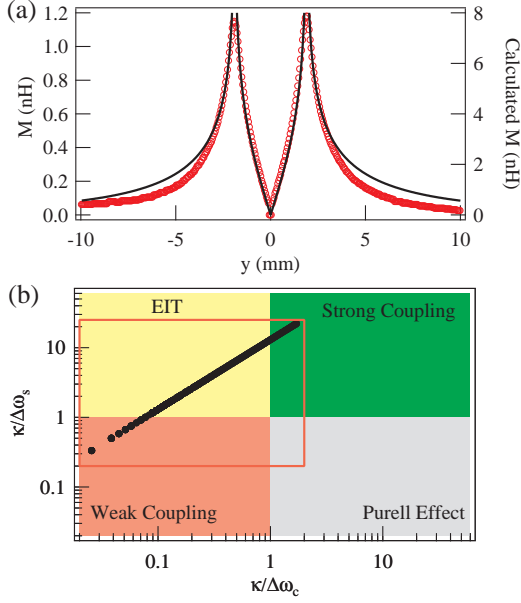 (a)
1.2
1.0
0.8
0.6
0.4
0.2
0.0
M (nH)
8
6
4
2
0
Calculated M (nH)
-10
-5
0
5
10
y (mm)
(b)
EIT
Strong Coupling
Weak Coupling
Purell Effect
10
1
0.1
κ/Δω_s
0.1
1
10
κ/Δω_c